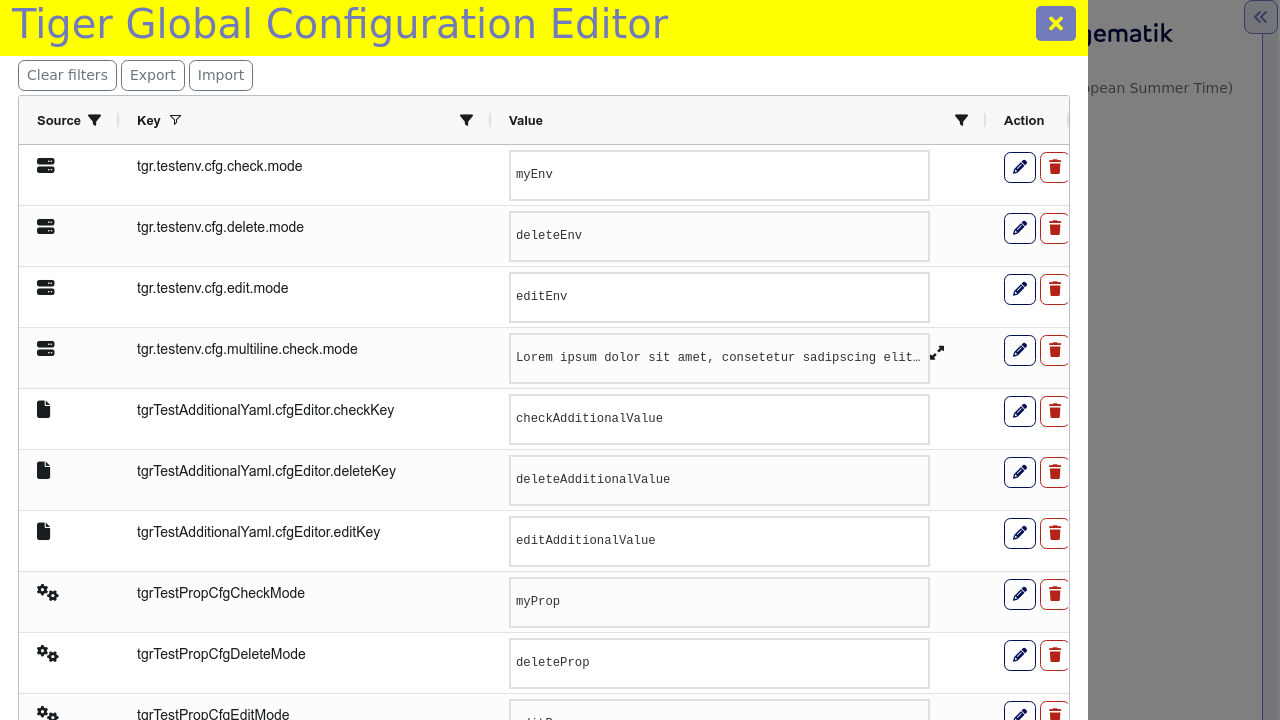 Tiger Global Configuration Editor
gematik
Clear filters Export Import
opean Summer Time)
Source Key Value Action
tgr.testenv.cfg.check.mode myEnv
tgr.testenv.cfg.delete.mode deleteEnv
tgr.testenv.cfg.edit.mode editEnv
tgr.testenv.cfg.multiline.check.mode Lorem ipsum dolor sit amet, consetetur sadipscing elit…
tgrTestAdditionalYaml.cfgEditor.checkKey checkAdditionalValue
tgrTestAdditionalYaml.cfgEditor.deleteKey deleteAdditionalValue
tgrTestAdditionalYaml.cfgEditor.editKey editAdditionalValue
tgrTestPropCfgCheckMode myProp
tgrTestPropCfgDeleteMode deleteProp
tgrTestPropCfgEditMode